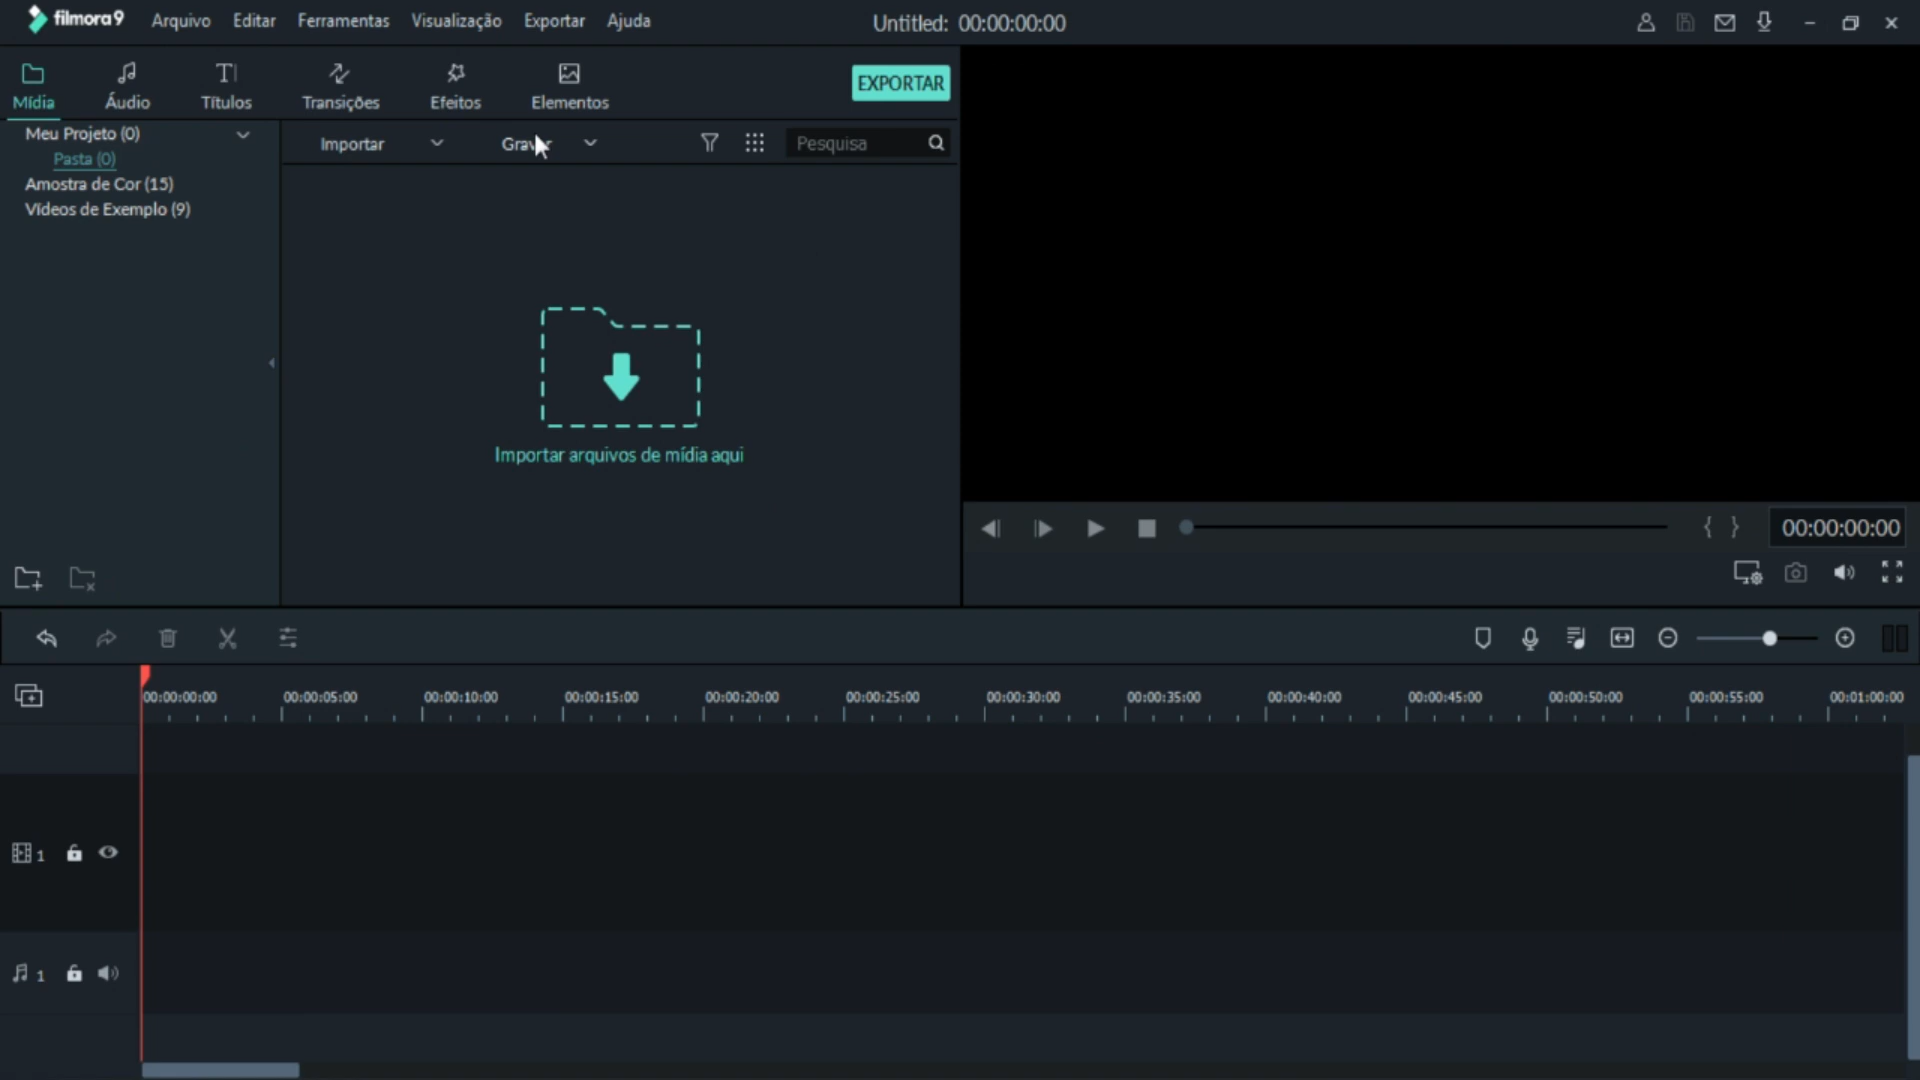 filmora9 Arquivo Editar Ferramentas Visualização Exportar Ajuda Untitled: 00:00:00:00
Mídia Áudio Títulos Transições Efeitos Elementos EXPORTAR
Meu Projeto (0)
Pasta (0)
Amostra de Cor (15)
Vídeos de Exemplo (9)
Importar Gravar Pesquisa
Importar arquivos de mídia aqui
{ } 00:00:00:00
00:00:00:00 00:00:05:00 00:00:10:00 00:00:15:00 00:00:20:00 00:00:25:00 00:00:30:00 00:00:35:00 00:00:40:00 00:00:45:00 00:00:50:00 00:00:55:00 00:01:00:00
1
1